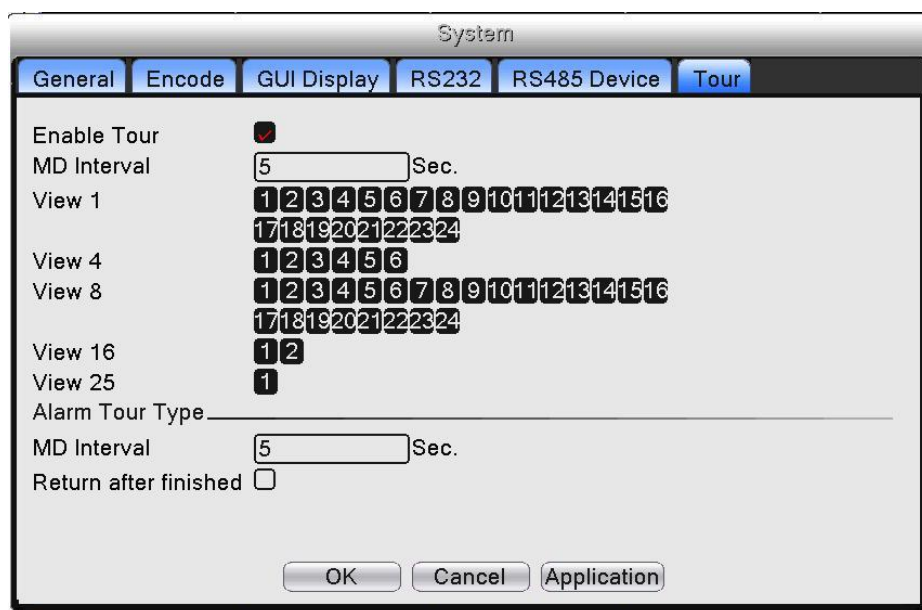 System
General Encode GUI Display RS232 RS485 Device Tour
Enable Tour
MD Interval 5 Sec.
View 1 1 2 3 4 5 6 7 8 9 10 11 12 13 14 15 16
17 18 19 20 21 22 23 24
View 4 1 2 3 4 5 6
View 8 1 2 3 4 5 6 7 8 9 10 11 12 13 14 15 16
17 18 19 20 21 22 23 24
View 16 1 2
View 25 1
Alarm Tour Type
MD Interval 5 Sec.
Return after finished
OK Cancel Application